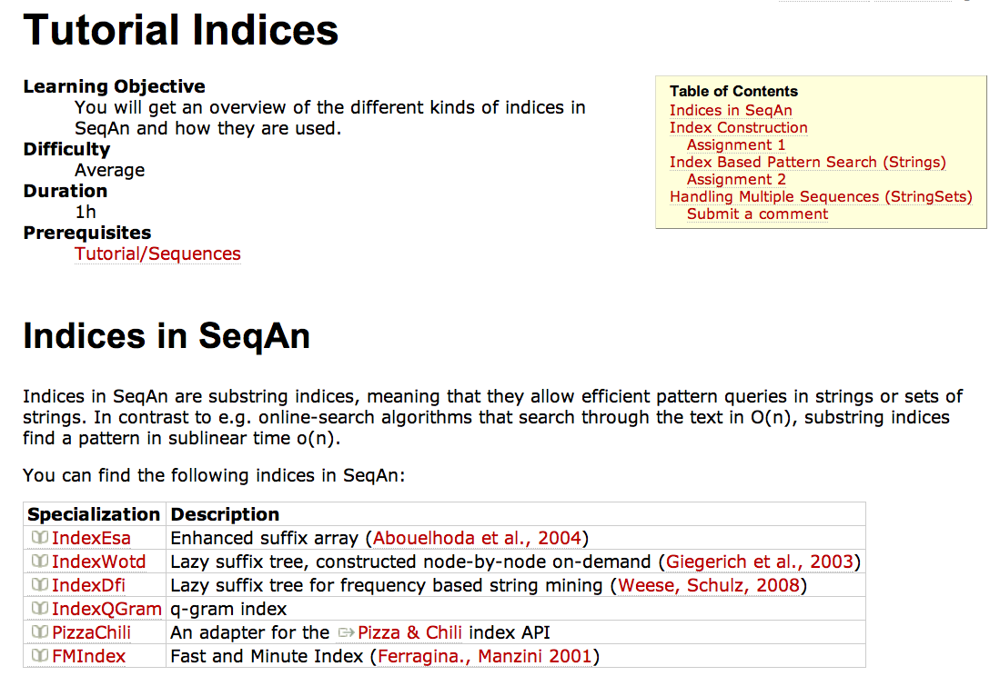 Tutorial Indices
Learning Objective
You will get an overview of the different kinds of indices in
SeqAn and how they are used.
Difficulty
Average
Duration
1h
Prerequisites
Tutorial/Sequences
Table of Contents
Indices in SeqAn
Index Construction
Assignment 1
Index Based Pattern Search (Strings)
Assignment 2
Handling Multiple Sequences (StringSets)
Submit a comment
Indices in SeqAn
Indices in SeqAn are substring indices, meaning that they allow efficient pattern queries in strings or sets of
strings. In contrast to e.g. online-search algorithms that search through the text in O(n), substring indices
find a pattern in sublinear time o(n).
You can find the following indices in SeqAn:
Specialization Description
IndexEsa Enhanced suffix array (Abouelhoda et al., 2004)
IndexWotd Lazy suffix tree, constructed node-by-node on-demand (Giegerich et al., 2003)
IndexDfi Lazy suffix tree for frequency based string mining (Weese, Schulz, 2008)
IndexQGram q-gram index
PizzaChili An adapter for the Pizza & Chili index API
FMIndex Fast and Minute Index (Ferragina., Manzini 2001)